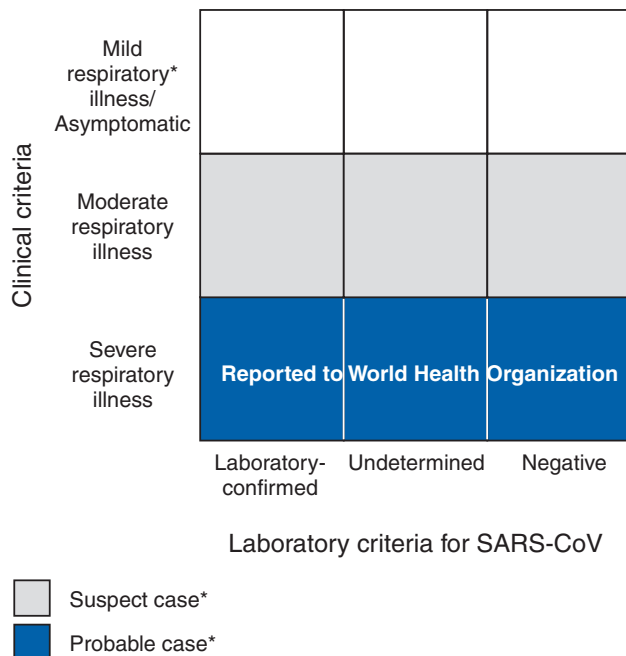 Clinical criteria
Mild
respiratory*
illness/
Asymptomatic
Moderate
respiratory
illness
Severe
respiratory
illness
Reported to World Health Organization
Laboratory-
confirmed
Undetermined
Negative
Laboratory criteria for SARS-CoV
Suspect case*
Probable case*